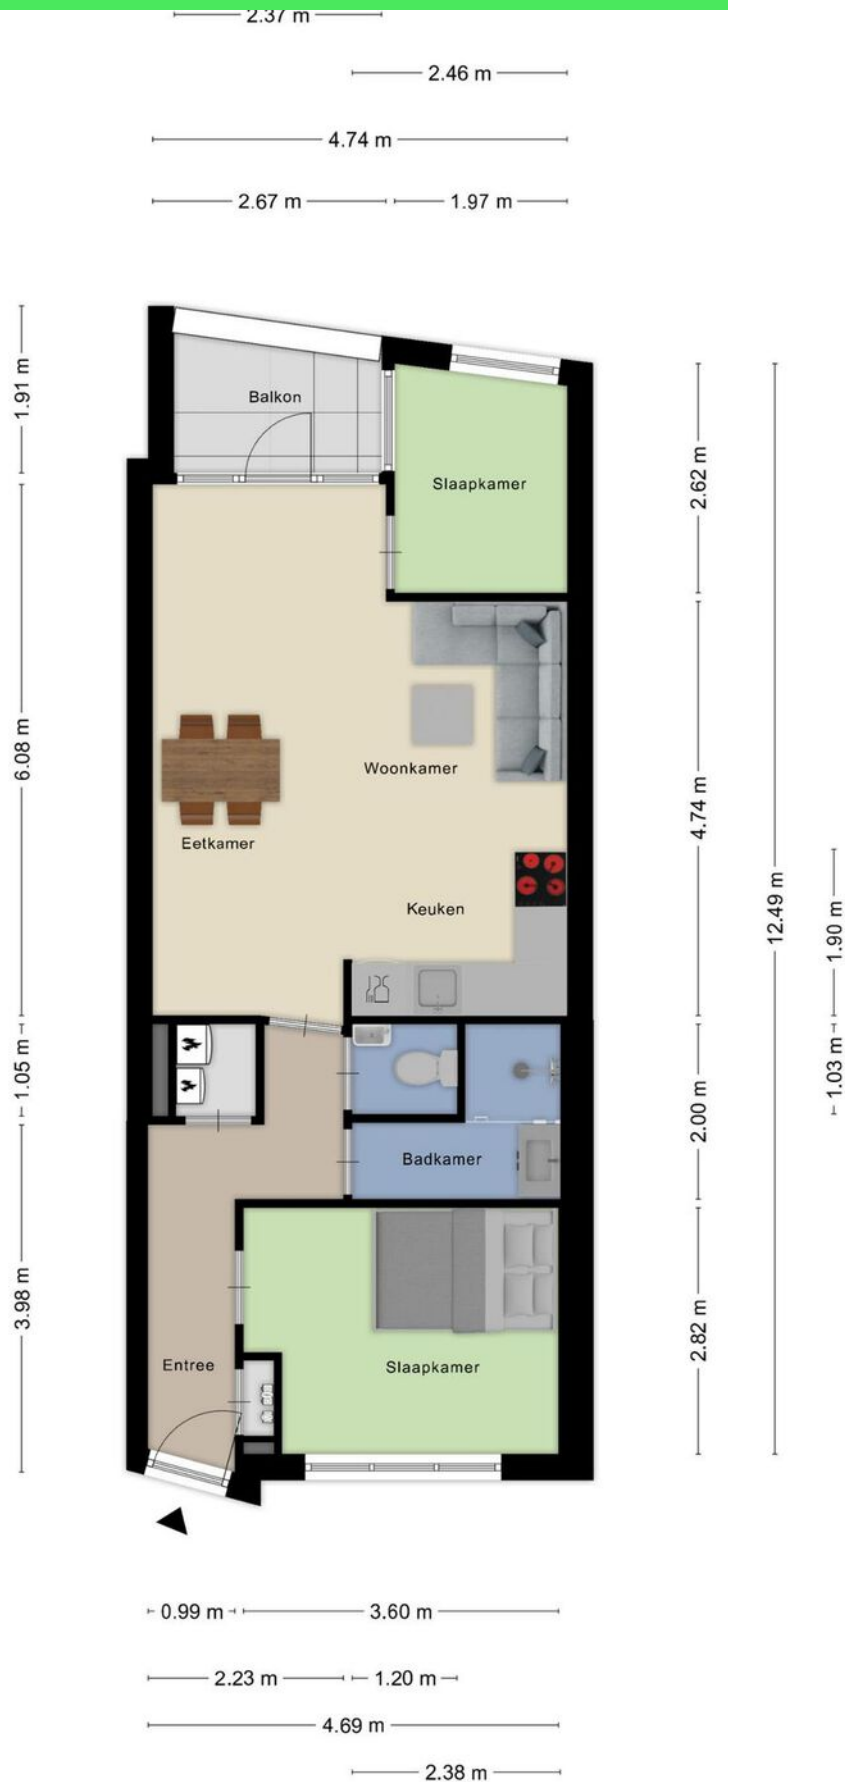 2.37 m
2.46 m
4.74 m
2.67 m
1.97 m
1.91 m
Balkon
2.62 m
Slaapkamer
6.08 m
Woonkamer
4.74 m
Eetkamer
Keuken
12.49 m
1.90 m
1.05 m
1.03 m
2.00 m
Badkamer
3.98 m
2.82 m
Entree
Slaapkamer
0.99 m
3.60 m
2.23 m
1.20 m
4.69 m
2.38 m